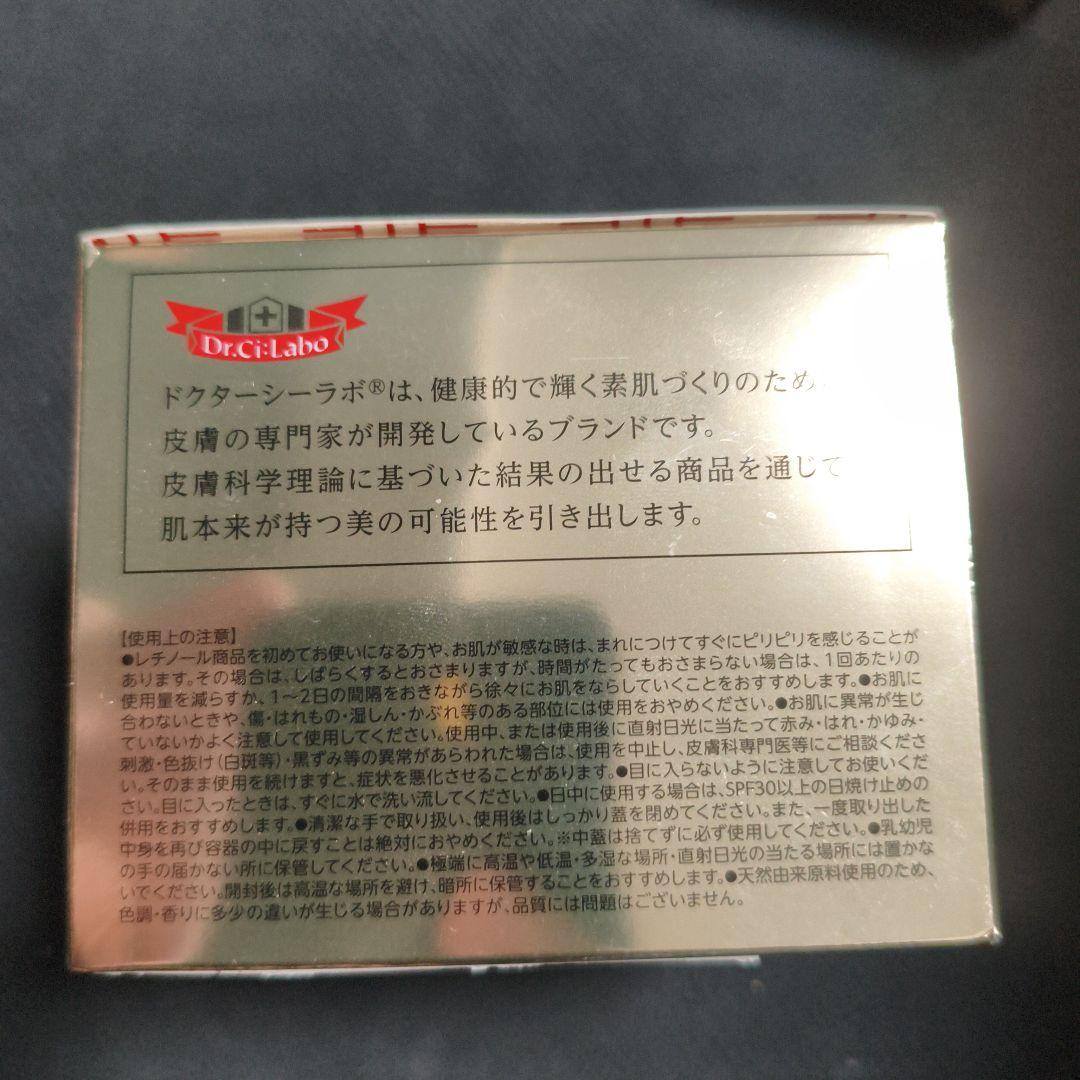 Dr.Ci:Labo
ドクターシーラボ®は、健康的で輝く素肌づくりのため、
皮膚の専門家が開発しているブランドです。
皮膚科学理論に基づいた結果の出せる商品を通じて
肌本来が持つ美の可能性を引き出します。
【使用上の注意】
●レチノール商品を初めてお使いになる方や、お肌が敏感な時は、まれにつけてすぐにピリピリを感じることが
あります。その場合は、しばらくするとおさまりますが、時間がたってもおさまらない場合は、1回あたりの
使用量を減らすか、1〜2日の間隔をおきながら徐々にお肌をならしていくことをおすすめします。●お肌に
合わないときや、傷・はれもの・湿しん・かぶれ等のある部位には使用をおやめください。●お肌に異常が生じ
ていないかよく注意して使用してください。使用中、または使用後に直射日光に当たって赤み・はれ・かゆみ・
刺激・色抜け(白斑等)・黒ずみ等の異常があらわれた場合は、使用を中止し、皮膚科専門医等にご相談くださ
い。そのまま使用を続けますと、症状を悪化させることがあります。●目に入らないように注意してお使いくだ
さい。目に入ったときは、すぐに水で洗い流してください。●日中に使用する場合は、SPF30以上の日焼け止めの
併用をおすすめします。●清潔な手で取り扱い、使用後はしっかり蓋を閉めてください。また、一度取り出した
中身を再び容器の中に戻すことは絶対におやめください。※中蓋は捨てずに必ず使用してください。●乳幼児
の手の届かない所に保管してください。●極端に高温や低温・多湿な場所・直射日光の当たる場所には置かな
いでください。開封後は高温な場所を避け、暗所に保管することをおすすめします。●天然由来原料使用のため、
色調・香りに多少の違いが生じる場合がありますが、品質には問題はございません。